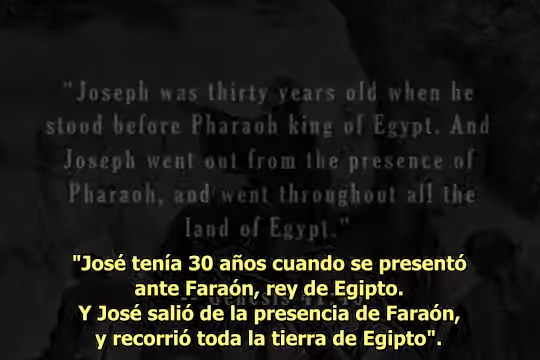 "Joseph was thirty years old when he
stood before Pharaoh king of Egypt. And
Joseph went out from the presence of
Pharaoh, and went throughout all the
land of Egypt."
"José tenía 30 años cuando se presentó
ante Faraón, rey de Egipto.
Y José salió de la presencia de Faraón,
y recorrió toda la tierra de Egipto".